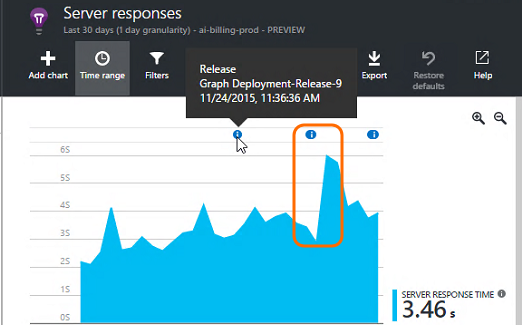 Server responses
Last 30 days (1 day granularity) - ai-billing-prod - PREVIEW
Add chart
Time range
Filters
Export
Restore defaults
Help
Release
Graph Deployment-Release-9
11/24/2015, 11:36:36 AM
6S
5S
4S
3S
2S
1S
0S
SERVER RESPONSE TIME
3.46 s